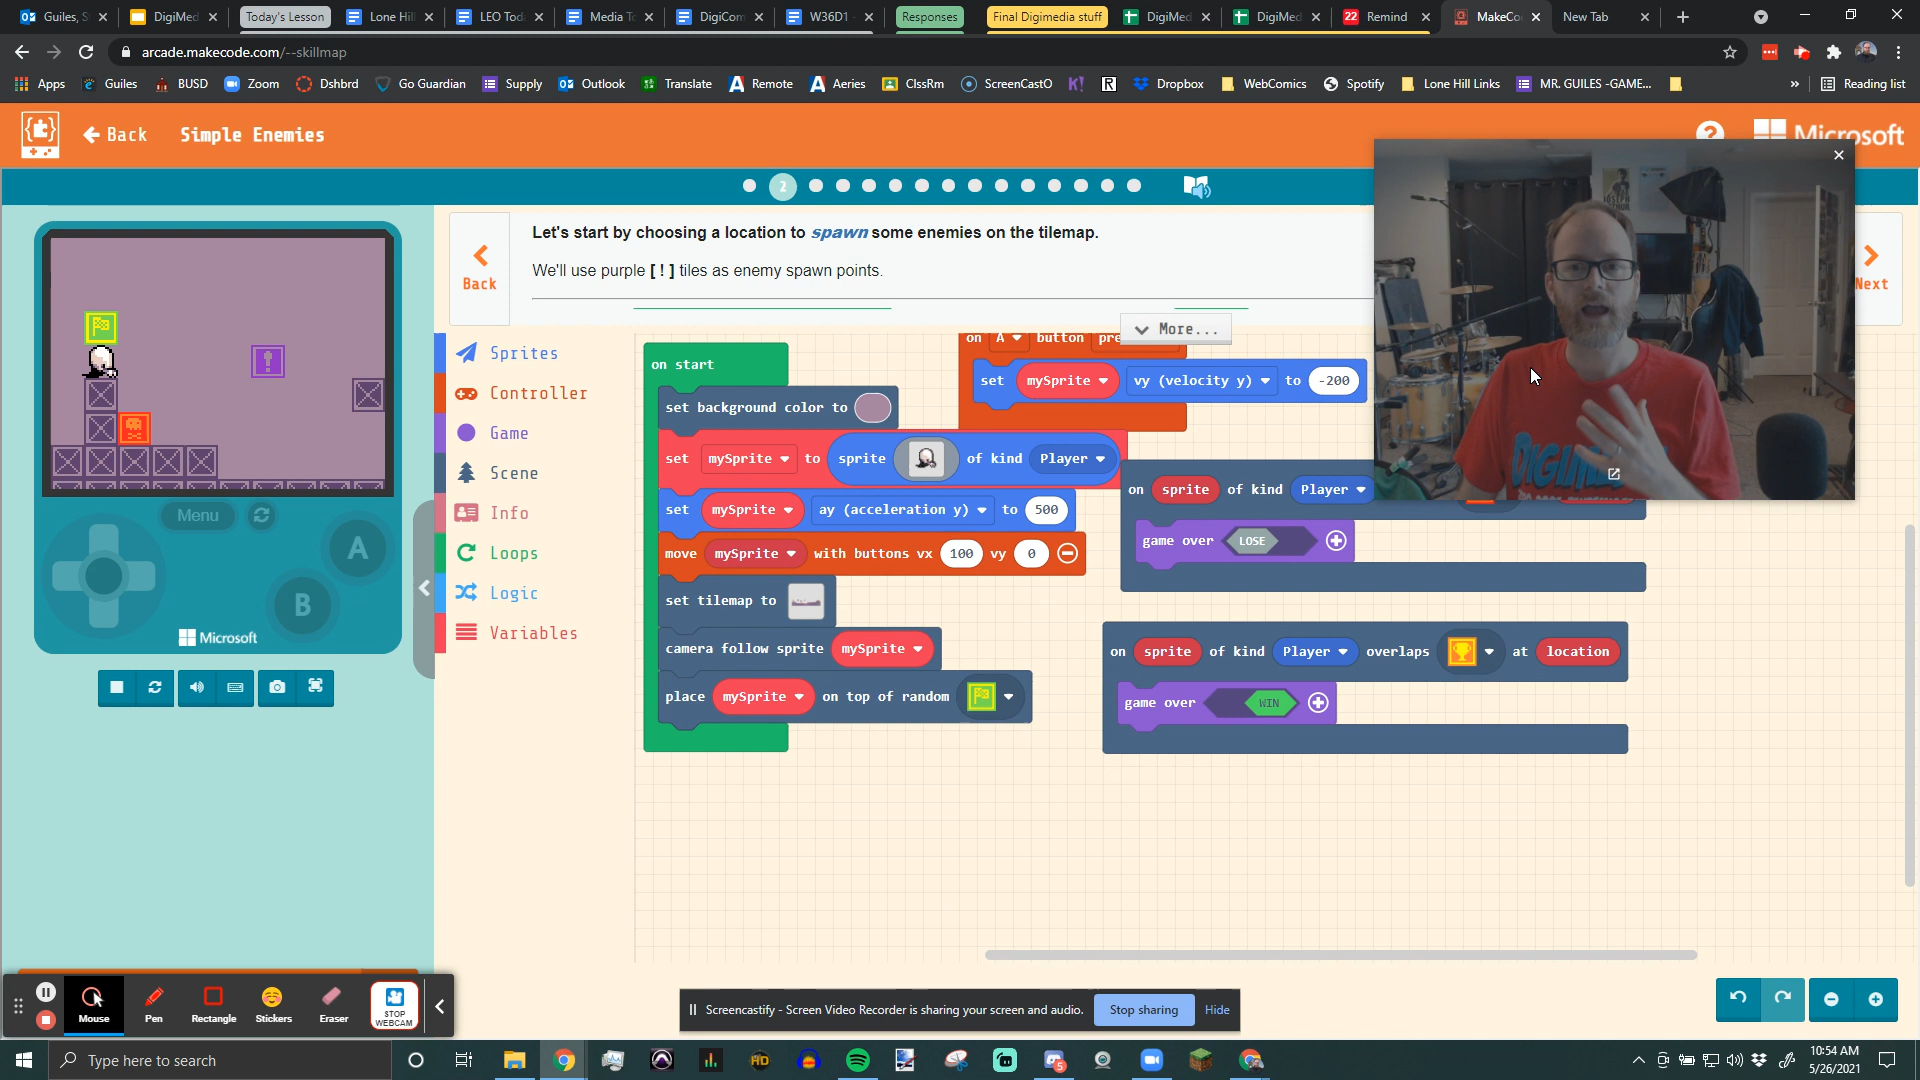 Guiles, S
DigiMed
Today's Lesson
Lone Hil
LEO Tod
Media To
DigiCom
W36D1
Responses
Final Digimedia stuff
DigiMed
DigiMed
22 Remind
MakeCo
New Tab
arcade.makecode.com/--skillmap
Apps
Guiles
BUSD
Zoom
Dshbrd
Go Guardian
Supply
Outlook
Translate
Remote
Aeries
ClssRm
ScreenCastO
Dropbox
WebComics
Spotify
Lone Hill Links
MR. GUILES -GAME...
Reading list
Back
Simple Enemies
Microsoft
2
Let's start by choosing a location to spawn some enemies on the tilemap.
We'll use purple [ ! ] tiles as enemy spawn points.
Back
Next
More...
Sprites
Controller
Game
Scene
Info
Loops
Logic
Variables
Menu
A
B
Microsoft
on start
set background color to
set mySprite to sprite of kind Player
set mySprite ay (acceleration y) to 500
move mySprite with buttons vx 100 vy 0
set tilemap to
camera follow sprite mySprite
place mySprite on top of random
on A button pre
set mySprite vy (velocity y) to -200
on sprite of kind Player
game over LOSE
on sprite of kind Player overlaps at location
game over WIN
DIGIM
Mouse
Pen
Rectangle
Stickers
Eraser
STOP WEBCAM
Screencastify - Screen Video Recorder is sharing your screen and audio.
Stop sharing
Hide
Type here to search
10:54 AM
5/26/2021